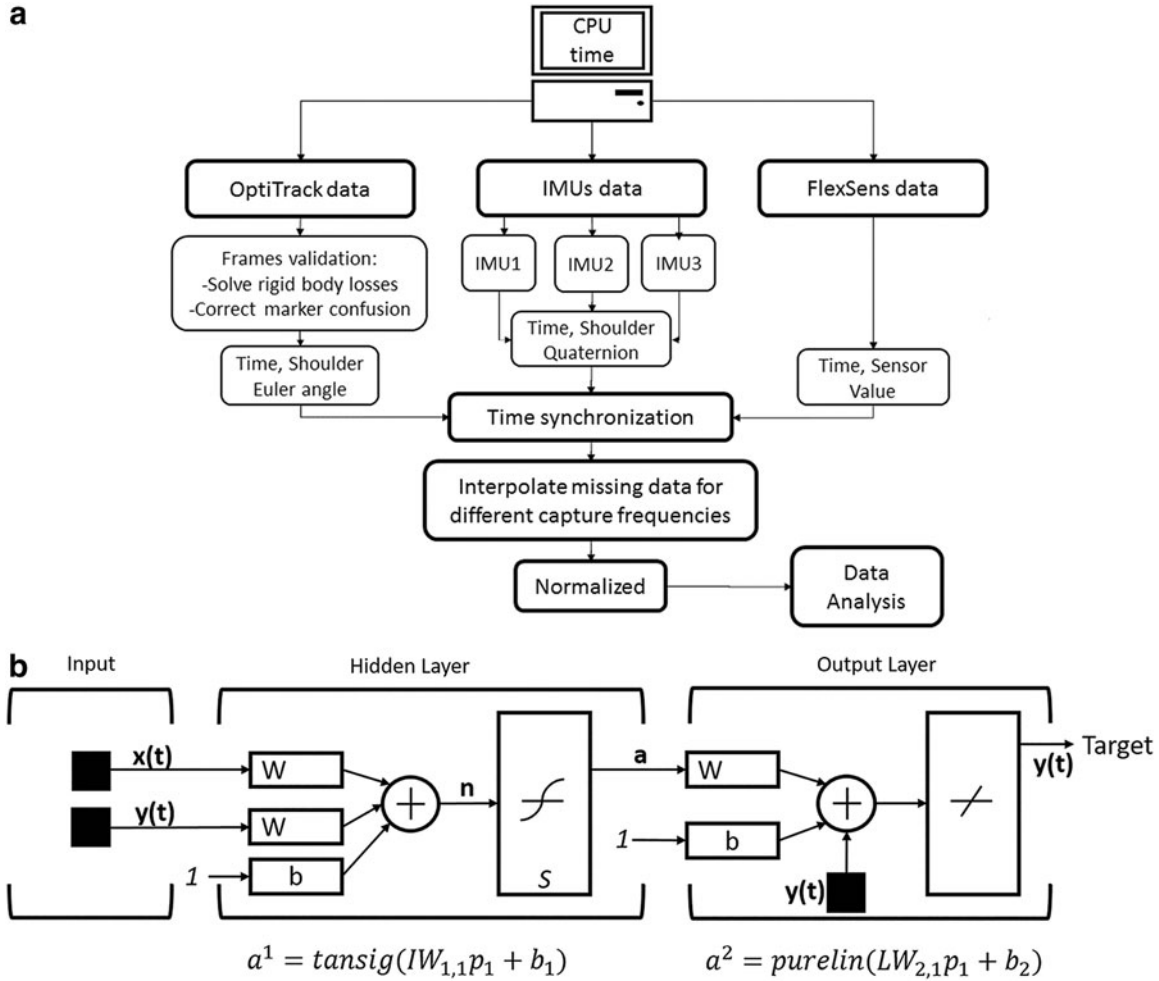 a
CPU
time
OptiTrack data
IMUs data
FlexSens data
Frames validation:
-Solve rigid body losses
-Correct marker confusion
IMU1
IMU2
IMU3
Time, Shoulder
Quaternion
Time, Shoulder
Euler angle
Time, Sensor
Value
Time synchronization
Interpolate missing data for
different capture frequencies
Normalized
Data
Analysis
b
Input
Hidden Layer
Output Layer
x(t)
y(t)
W
W
1
b
n
S
a
W
1
b
y(t)
y(t)
Target
a¹ = tansig(IW₁,₁p₁ + b₁)
a² = purelin(LW₂,₁p₁ + b₂)